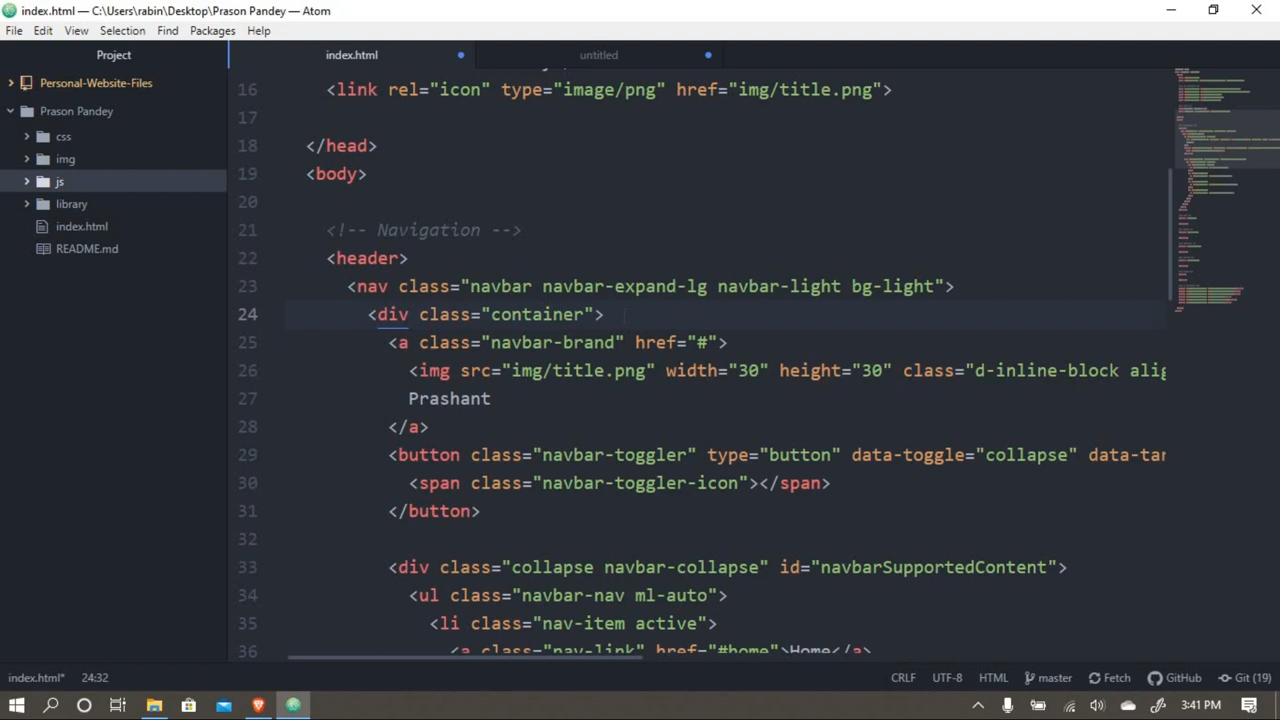 index.html — C:\Users\rabin\Desktop\Prason Pandey — Atom
File Edit View Selection Find Packages Help
Project
index.html
untitled
Personal-Website-Files
Prason Pandey
css
img
js
library
index.html
README.md
16 <link rel="icon" type="image/png" href="img/title.png">
17
18 </head>
19 <body>
20
21 <!-- Navigation -->
22 <header>
23 <nav class="navbar navbar-expand-lg navbar-light bg-light">
24 <div class="container">
25 <a class="navbar-brand" href="#">
26 <img src="img/title.png" width="30" height="30" class="d-inline-block alig
27 Prashant
28 </a>
29 <button class="navbar-toggler" type="button" data-toggle="collapse" data-tar
30 <span class="navbar-toggler-icon"></span>
31 </button>
32
33 <div class="collapse navbar-collapse" id="navbarSupportedContent">
34 <ul class="navbar-nav ml-auto">
35 <li class="nav-item active">
36 <a class="nav-link" href="#home">Home</a>
index.html* 24:32 CRLF UTF-8 HTML master Fetch GitHub Git (19)
3:41 PM